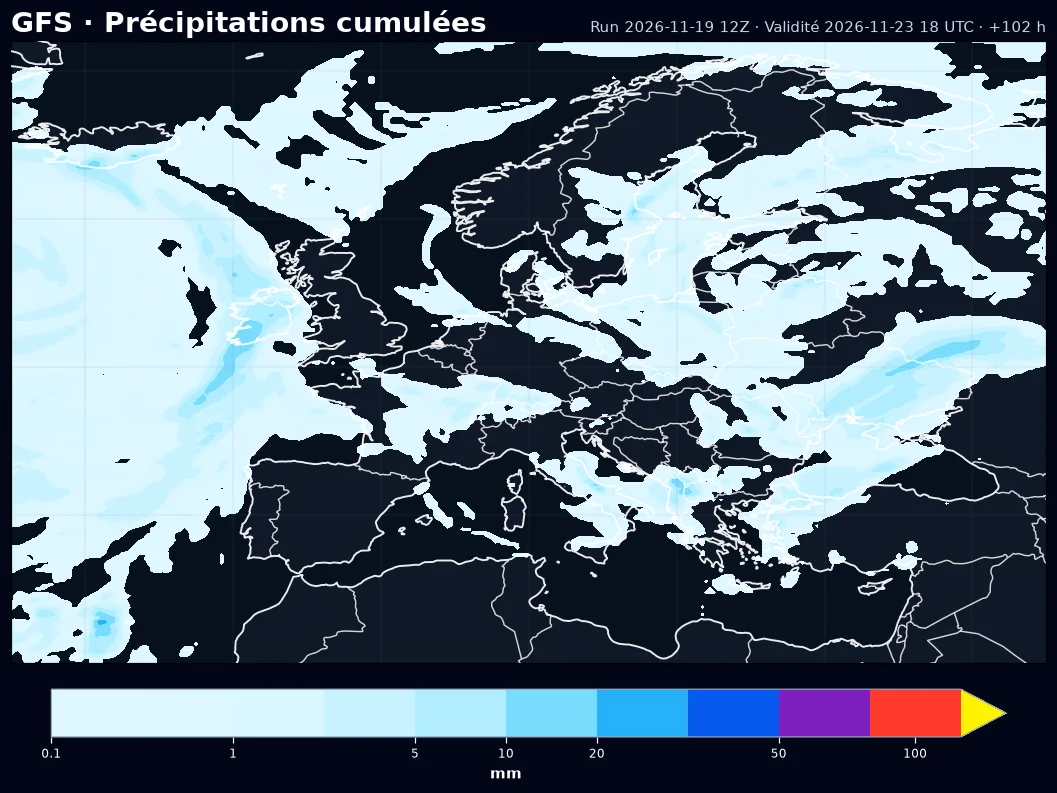 GFS · Précipitations cumulées
Run 2026-11-19 12Z · Validité 2026-11-23 18 UTC · +102 h
0.1 1 5 10 20 50 100
mm